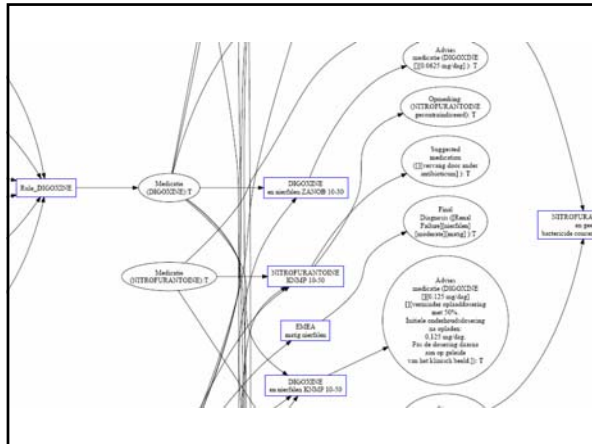 Advies
medicatie (DIGOXINE
[][0.0625 mg/dag] ): T
Opmerking
(NITROFURANTOINE
gecontraindiceerd): T
Suggested
medication
([][vervang door ander
antibioticum] ): T
Rule_DIGOXINE
Medicatie
(DIGOXINE) T
DIGOXINE
en nierfalen ZANOB 10-30
Final
Diagnosis ([Renal
Failure][nierfalen]
[moderate][matig] ) T
NITROFURA
en gee
bactericide concen
Medicatie
(NITROFURANTOINE) T
NITROFURANTOINE
KNMP 10-50
EMEA
matig nierfalen
Advies
medicatie (DIGOXINE
[][0.125 mg/dag]
[][verminder oplaaddosering
met 50%.
Initiele onderhoudsdosering
na opladen:
0,125 mg/dag.
Pas de dosering daarna
aan op geleide
van het klinisch beeld.]): T
DIGOXINE
en nierfalen KNMP 10-50